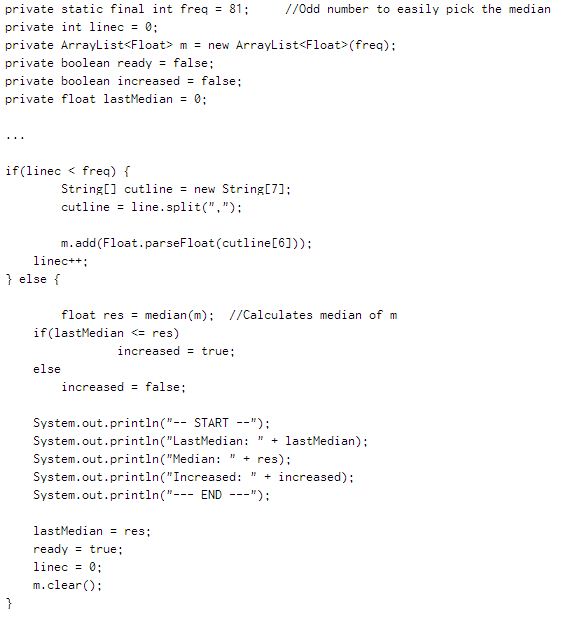 private static final int freq = 81;     //Odd number to easily pick the median
private int linec = 0;
private ArrayList<Float> m = new ArrayList<Float>(freq);
private boolean ready = false;
private boolean increased = false;
private float lastMedian = 0;
...
if(linec < freq) {
        String[] cutline = new String[7];
        cutline = line.split(",");
        m.add(Float.parseFloat(cutline[6]));
    linec++;
} else {
        float res = median(m);  //Calculates median of m
    if(lastMedian <= res)
                increased = true;
    else
        increased = false;
    System.out.println("-- START --");
    System.out.println("LastMedian: " + lastMedian);
    System.out.println("Median: " + res);
    System.out.println("Increased: " + increased);
    System.out.println("--- END ---");
    lastMedian = res;
    ready = true;
    linec = 0;
    m.clear();
}